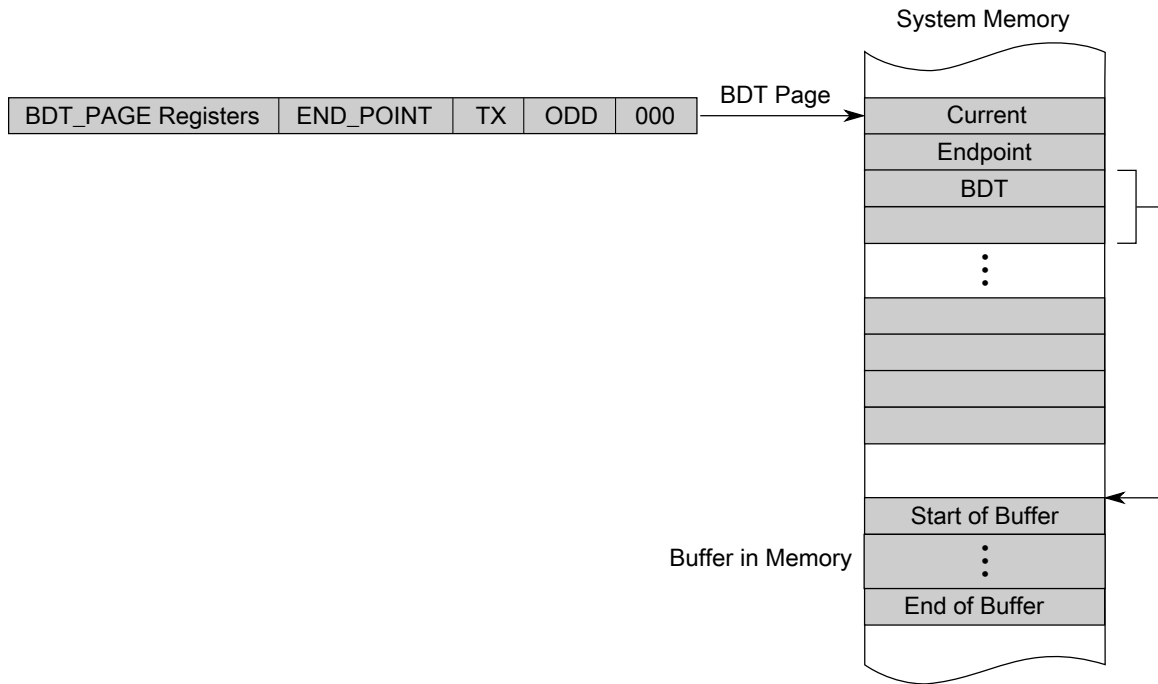 System Memory
BDT Page
BDT_PAGE Registers END_POINT TX ODD 000
Current
Endpoint
BDT
Start of Buffer
Buffer in Memory
End of Buffer